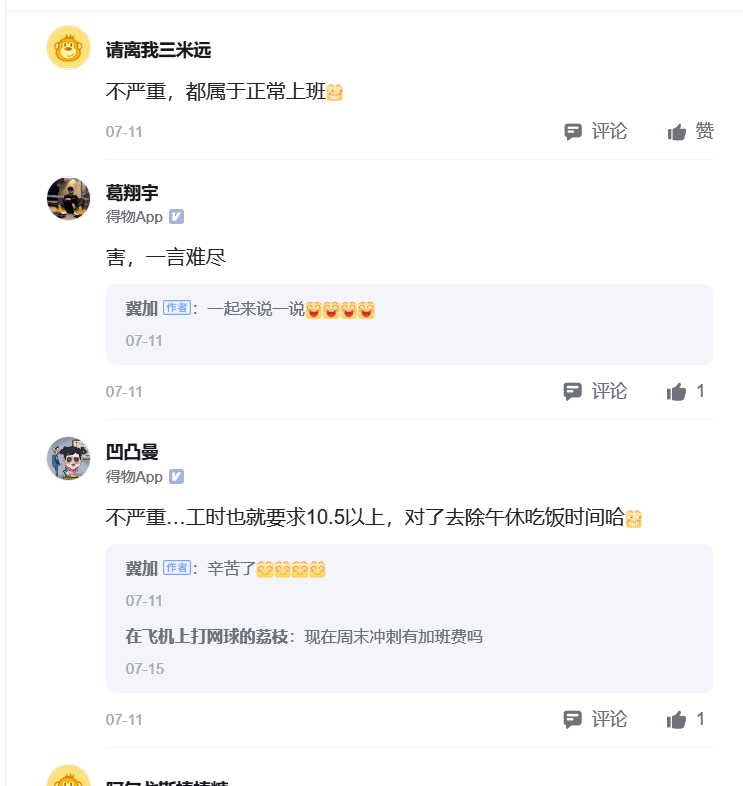 请离我三米远
不严重，都属于正常上班
07-11
评论
赞
葛翔宇
得物App
害，一言难尽
冀加 作者：一起来说一说
07-11
07-11
评论
1
凹凸曼
得物App
不严重...工时也就要求10.5以上，对了去除午休吃饭时间哈
冀加 作者：辛苦了
07-11
在飞机上打网球的荔枝：现在周末冲刺有加班费吗
07-15
07-11
评论
1